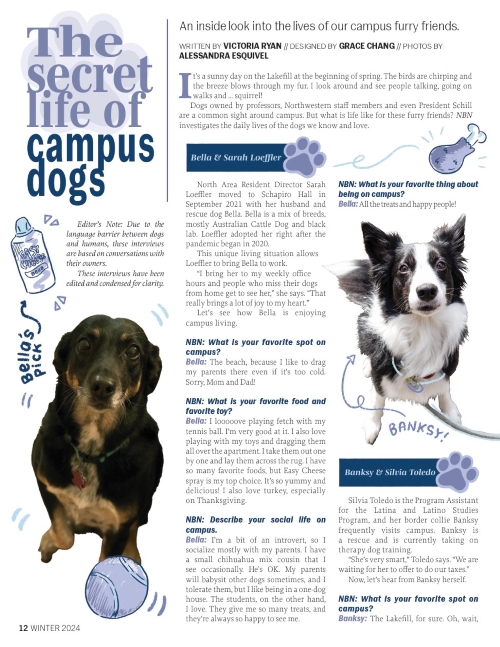 The
secret
life of
campus
dogs
An inside look into the lives of our campus furry friends.
WRITTEN BY VICTORIA RYAN // DESIGNED BY GRACE CHANG // PHOTOS BY
ALESSANDRA ESQUIVEL
It's a sunny day on the Lakefill at the beginning of spring. The birds are chirping and
the breeze blows through my fur. I look around and see people talking, going on
walks and ... squirrel!
Dogs owned by professors, Northwestern staff members and even President Schill
are a common sight around campus. But what is life like for these furry friends? NBN
investigates the daily lives of the dogs we know and love.
Editor's Note: Due to the
language barrier between dogs
and humans, these interviews
are based on conversations with
their owners.
These interviews have been
edited and condensed for clarity.
Bella's
Pick
Bella & Sarah Loeffler
North Area Resident Director Sarah
Loeffler moved to Schapiro Hall in
September 2021 with her husband and
rescue dog Bella. Bella is a mix of breeds,
mostly Australian Cattle Dog and black
lab. Loeffler adopted her right after the
pandemic began in 2020.
This unique living situation allows
Loeffler to bring Bella to work.
"I bring her to my weekly office
hours and people who miss their dogs
from home get to see her," she says. "That
really brings a lot of joy to my heart."
Let's see how Bella is enjoying
campus living.
NBN: What is your favorite spot on
campus?
Bella: The beach, because I like to drag
my parents there even if it's too cold.
Sorry, Mom and Dad!
NBN: What is your favorite food and
favorite toy?
Bella: I looooove playing fetch with my
tennis ball. I'm very good at it. I also love
playing with my toys and dragging them
all over the apartment. I take them out one
by one and lay them across the rug. I have
so many favorite foods, but Easy Cheese
spray is my top choice. It's so yummy and
delicious! I also love turkey, especially
on Thanksgiving.
NBN: Describe your social life on
campus.
Bella: I'm a bit of an introvert, so I
socialize mostly with my parents. I have
a small chihuahua mix cousin that I
see occasionally. He's OK. My parents
will babysit other dogs sometimes, and I
tolerate them, but I like being in a one-dog
house. The students, on the other hand,
I love. They give me so many treats, and
they're always so happy to see me.
NBN: What is your favorite thing about
being on campus?
Bella: All the treats and happy people!
BANKSY!
Banksy & Silvia Toledo
Silvia Toledo is the Program Assistant
for the Latina and Latino Studies
Program, and her border collie Banksy
frequently visits campus. Banksy is
a rescue and is currently taking on
therapy dog training.
"She's very smart," Toledo says. "We are
waiting for her to offer to do our taxes."
Now, let's hear from Banksy herself.
NBN: What is your favorite spot on
campus?
Banksy: The Lakefill, for sure. Oh, wait,
12 WINTER 2024